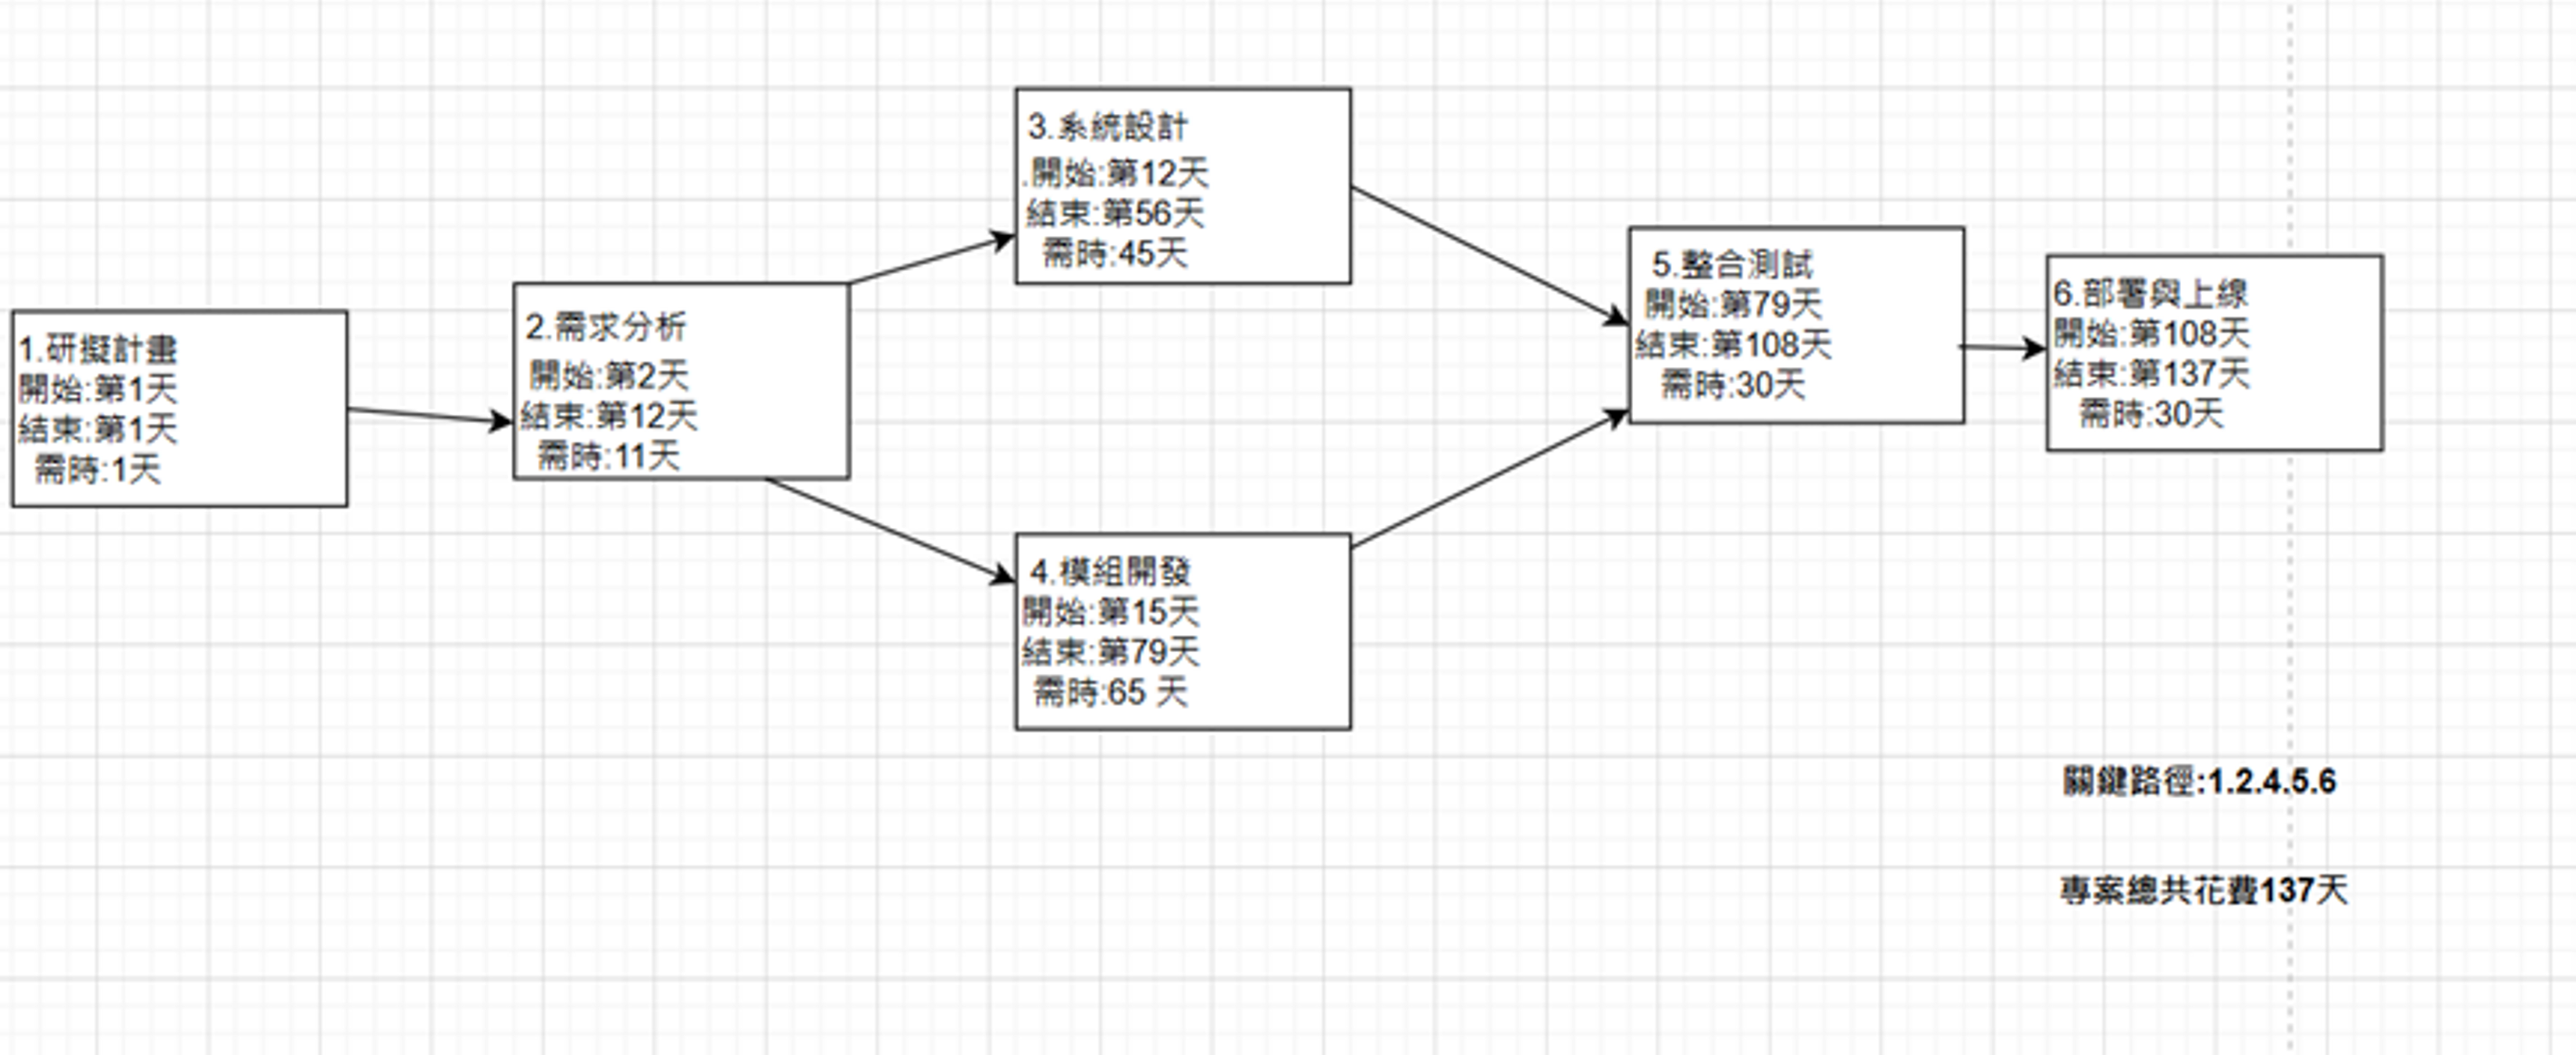 1.研擬計畫
開始:第1天
結束:第1天
需時:1天
2.需求分析
開始:第2天
結束:第12天
需時:11天
3.系統設計
.開始:第12天
結束:第56天
需時:45天
4.模組開發
開始:第15天
結束:第79天
需時:65 天
5.整合測試
開始:第79天
結束:第108天
需時:30天
6.部署與上線
開始:第108天
結束:第137天
需時:30天
關鍵路徑:1.2.4.5.6
專案總共花費137天